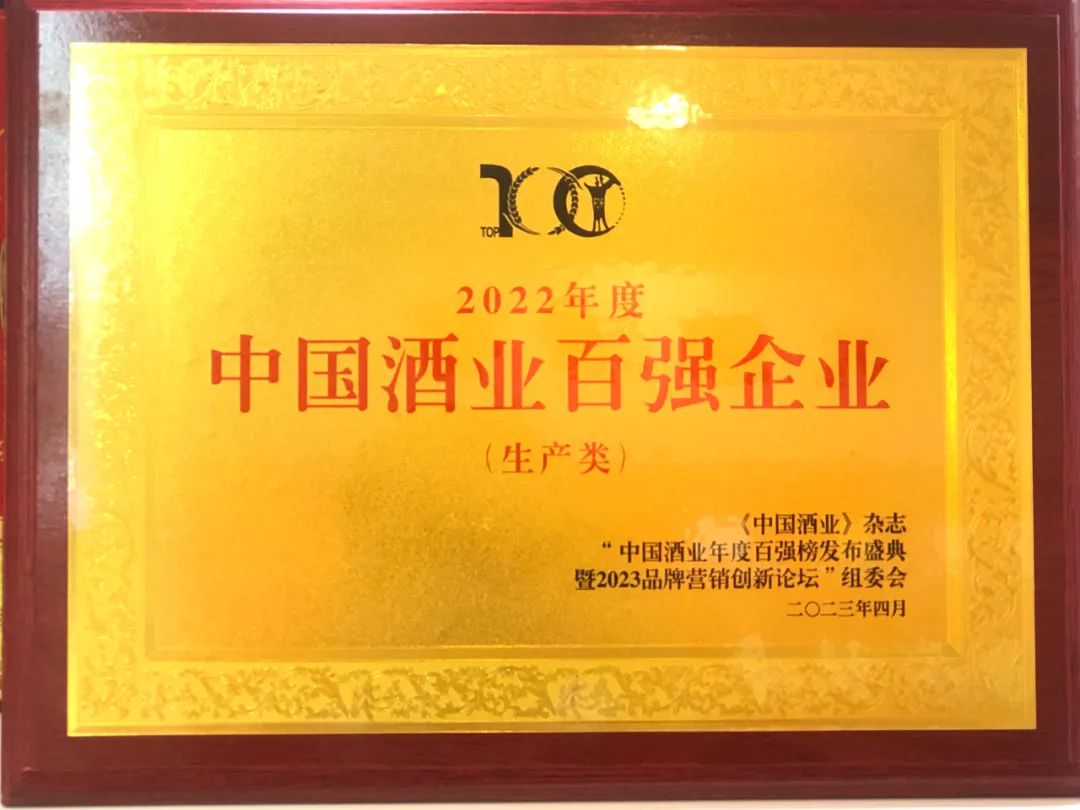 TOP 100
2022年度
中国酒业百强企业
（生产类）
《中国酒业》杂志
“中国酒业年度百强榜发布盛典
暨2023品牌营销创新论坛”组委会
二〇二三年四月